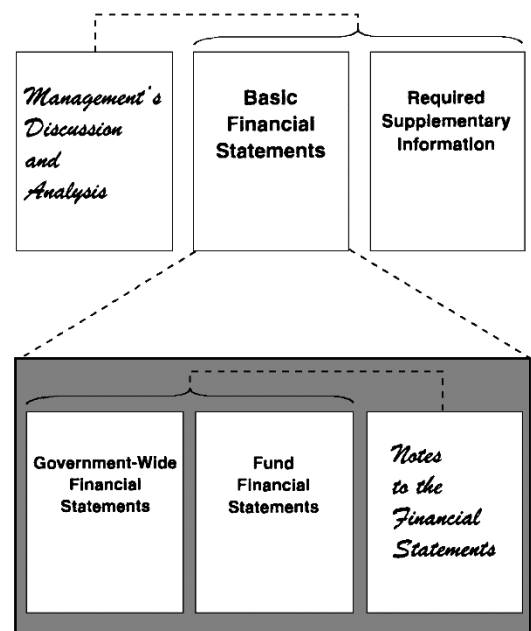 Management's
Discussion
and
Analysis
Basic
Financial
Statements
Required
Supplementary
Information
Government-Wide
Financial
Statements
Fund
Financial
Statements
Notes
to the
Financial
Statements